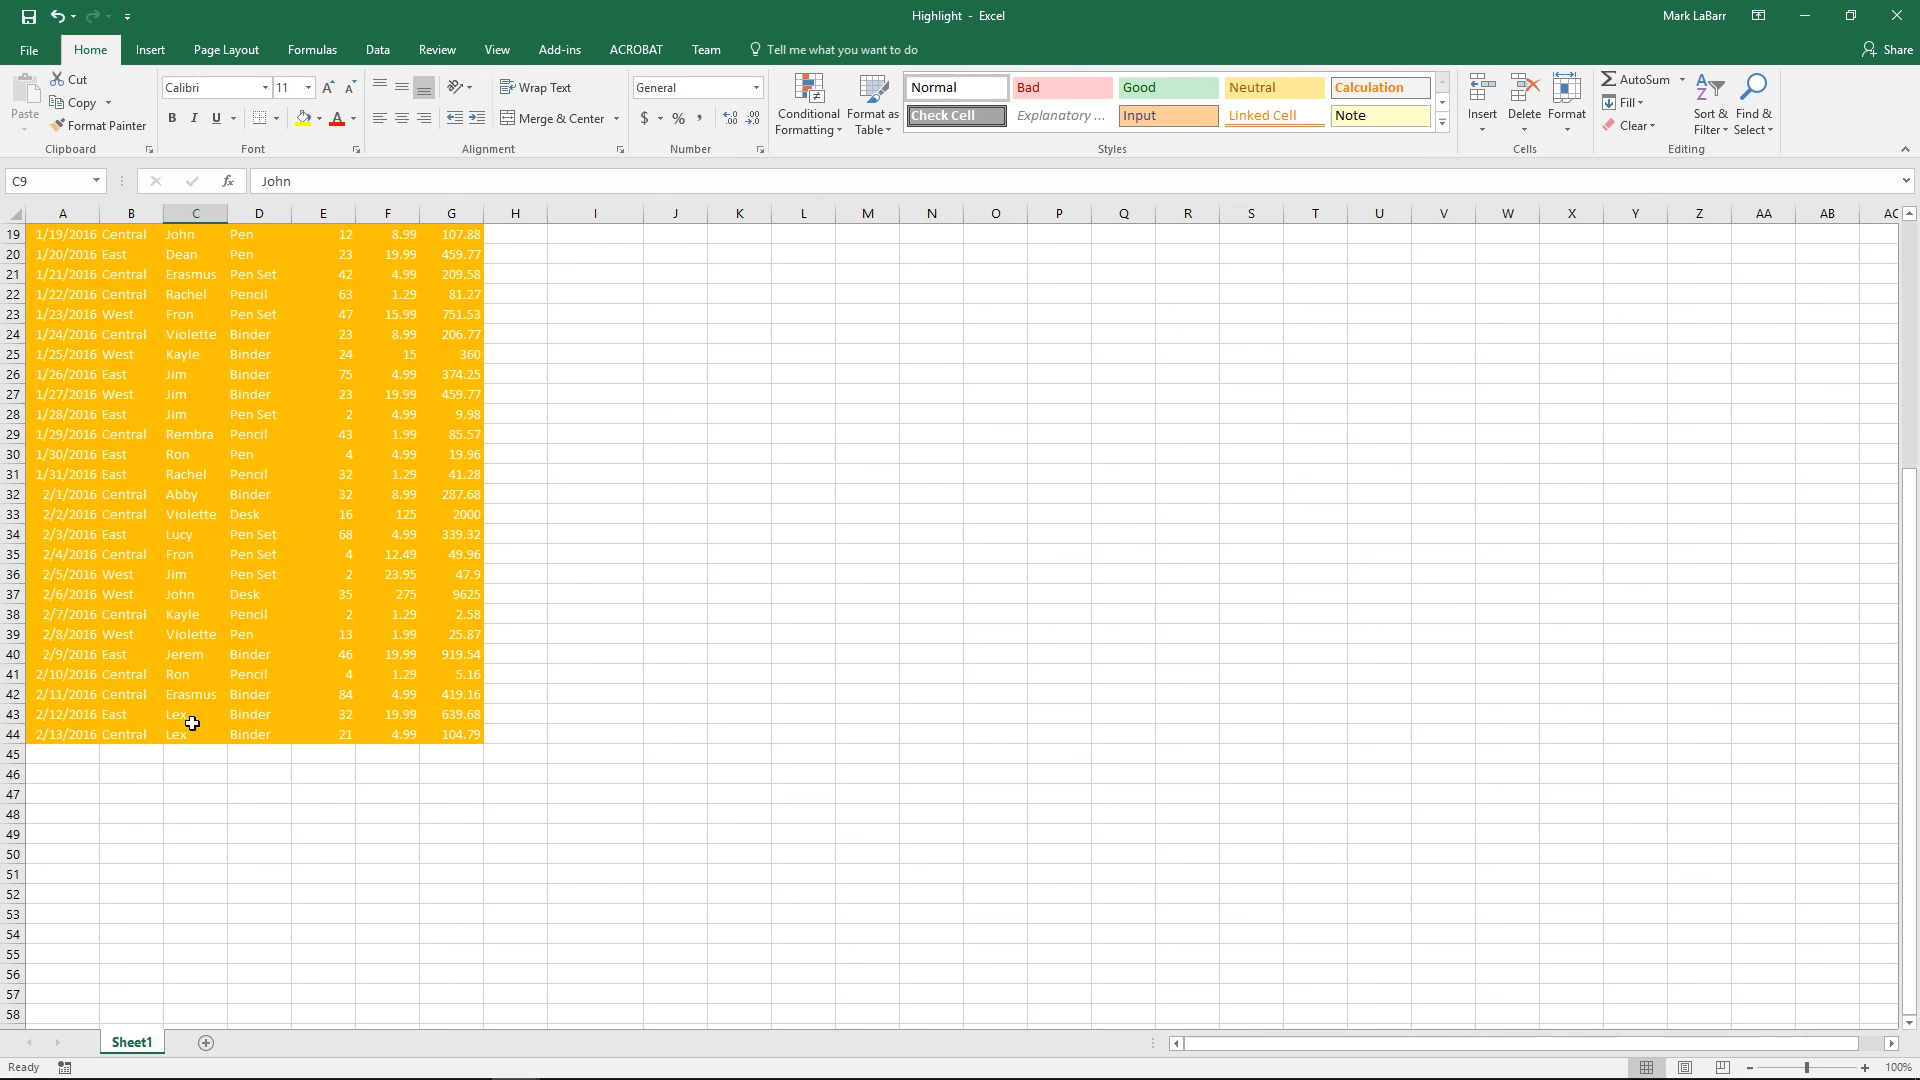 Highlight - Excel
Mark LaBarr
File Home Insert Page Layout Formulas Data Review View Add-ins ACROBAT Team Tell me what you want to do Share
Paste
Cut
Copy
Format Painter
Clipboard
Calibri 11
B I U
Font
Wrap Text
Merge & Center
Alignment
General
$ % ,
Number
Conditional Formatting
Format as Table
Normal Bad Good Neutral Calculation
Check Cell Explanatory ... Input Linked Cell Note
Styles
Insert Delete Format
Cells
AutoSum
Fill
Clear
Sort & Filter
Find & Select
Editing
C9 fx John
A B C D E F G H I J K L M N O P Q R S T U V W X Y Z AA AB AC
19 1/19/2016 Central John Pen 12 8.99 107.88
20 1/20/2016 East Dean Pen 23 19.99 459.77
21 1/21/2016 Central Erasmus Pen Set 42 4.99 209.58
22 1/22/2016 Central Rachel Pencil 63 1.29 81.27
23 1/23/2016 West Fron Pen Set 47 15.99 751.53
24 1/24/2016 Central Violette Binder 23 8.99 206.77
25 1/25/2016 West Kayle Binder 24 15 360
26 1/26/2016 East Jim Binder 75 4.99 374.25
27 1/27/2016 West Jim Binder 23 19.99 459.77
28 1/28/2016 East Jim Pen Set 2 4.99 9.98
29 1/29/2016 Central Rembra Pencil 43 1.99 85.57
30 1/30/2016 East Ron Pen 4 4.99 19.96
31 1/31/2016 East Rachel Pencil 32 1.29 41.28
32 2/1/2016 Central Abby Binder 32 8.99 287.68
33 2/2/2016 Central Violette Desk 16 125 2000
34 2/3/2016 East Lucy Pen Set 68 4.99 339.32
35 2/4/2016 Central Fron Pen Set 4 12.49 49.96
36 2/5/2016 West Jim Pen Set 2 23.95 47.9
37 2/6/2016 West John Desk 35 275 9625
38 2/7/2016 Central Kayle Pencil 2 1.29 2.58
39 2/8/2016 West Violette Pen 13 1.99 25.87
40 2/9/2016 East Jerem Binder 46 19.99 919.54
41 2/10/2016 Central Ron Pencil 4 1.29 5.16
42 2/11/2016 Central Erasmus Binder 84 4.99 419.16
43 2/12/2016 East Lex Binder 32 19.99 639.68
44 2/13/2016 Central Lex Binder 21 4.99 104.79
45
46
47
48
49
50
51
52
53
54
55
56
57
58
Sheet1
Ready 100%